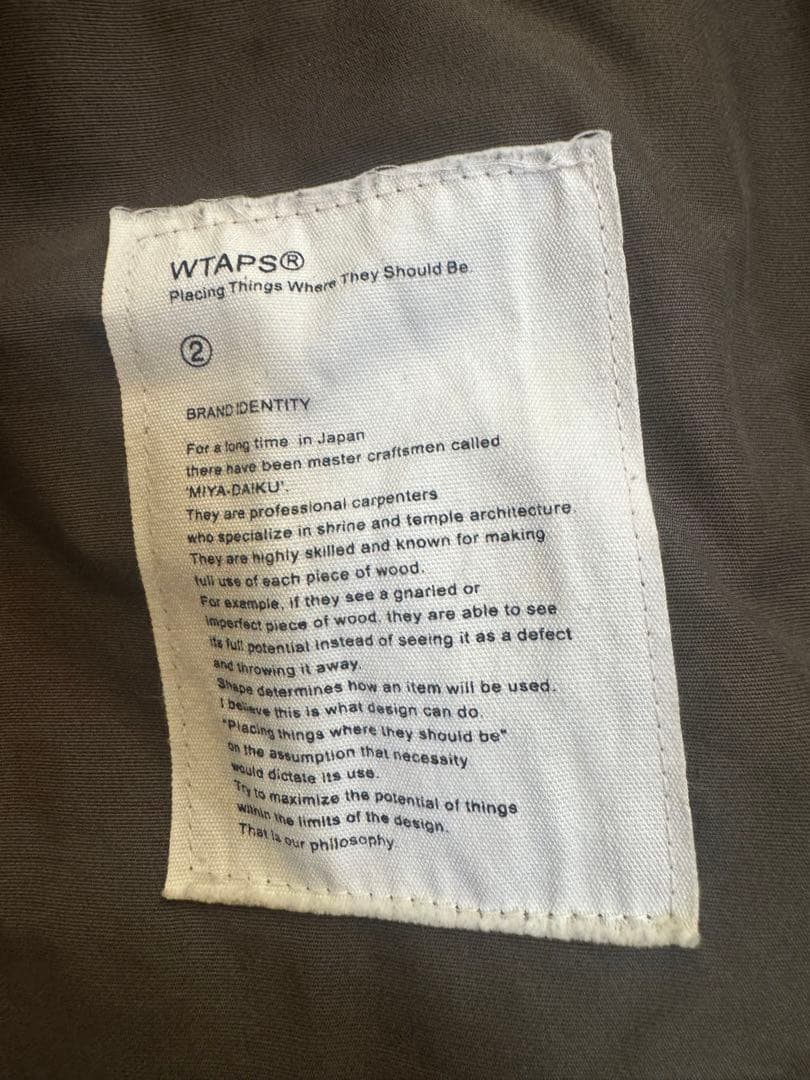 WTAPS®
Placing Things Where They Should Be.
②
BRAND IDENTITY
For a long time in Japan
there have been master craftsmen called
'MIYA-DAIKU'.
They are professional carpenters
who specialize in shrine and temple architecture.
They are highly skilled and known for making
full use of each piece of wood.
For example, if they see a gnarled or
imperfect piece of wood, they are able to see
its full potential instead of seeing it as a defect
and throwing it away.
Shape determines how an item will be used.
I believe this is what design can do.
"Placing things where they should be"
on the assumption that necessity
would dictate its use.
Try to maximize the potential of things
within the limits of the design.
That is our philosophy